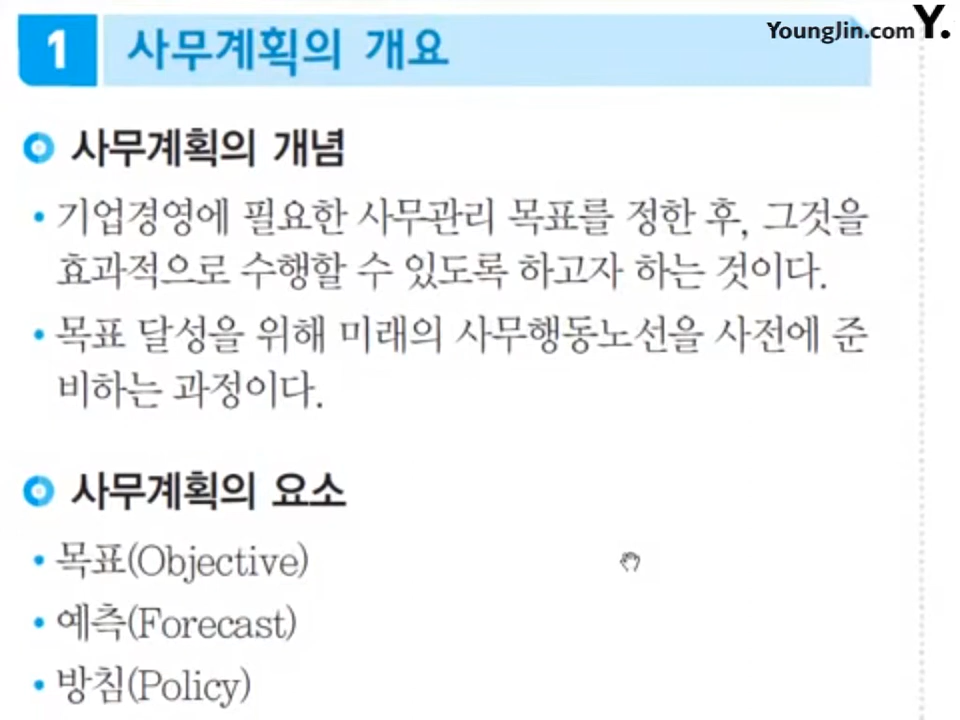 YoungJin.com Y.
1 사무계획의 개요
사무계획의 개념
• 기업경영에 필요한 사무관리 목표를 정한 후, 그것을
효과적으로 수행할 수 있도록 하고자 하는 것이다.
• 목표 달성을 위해 미래의 사무행동노선을 사전에 준
비하는 과정이다.
사무계획의 요소
• 목표(Objective)
• 예측(Forecast)
• 방침(Policy)